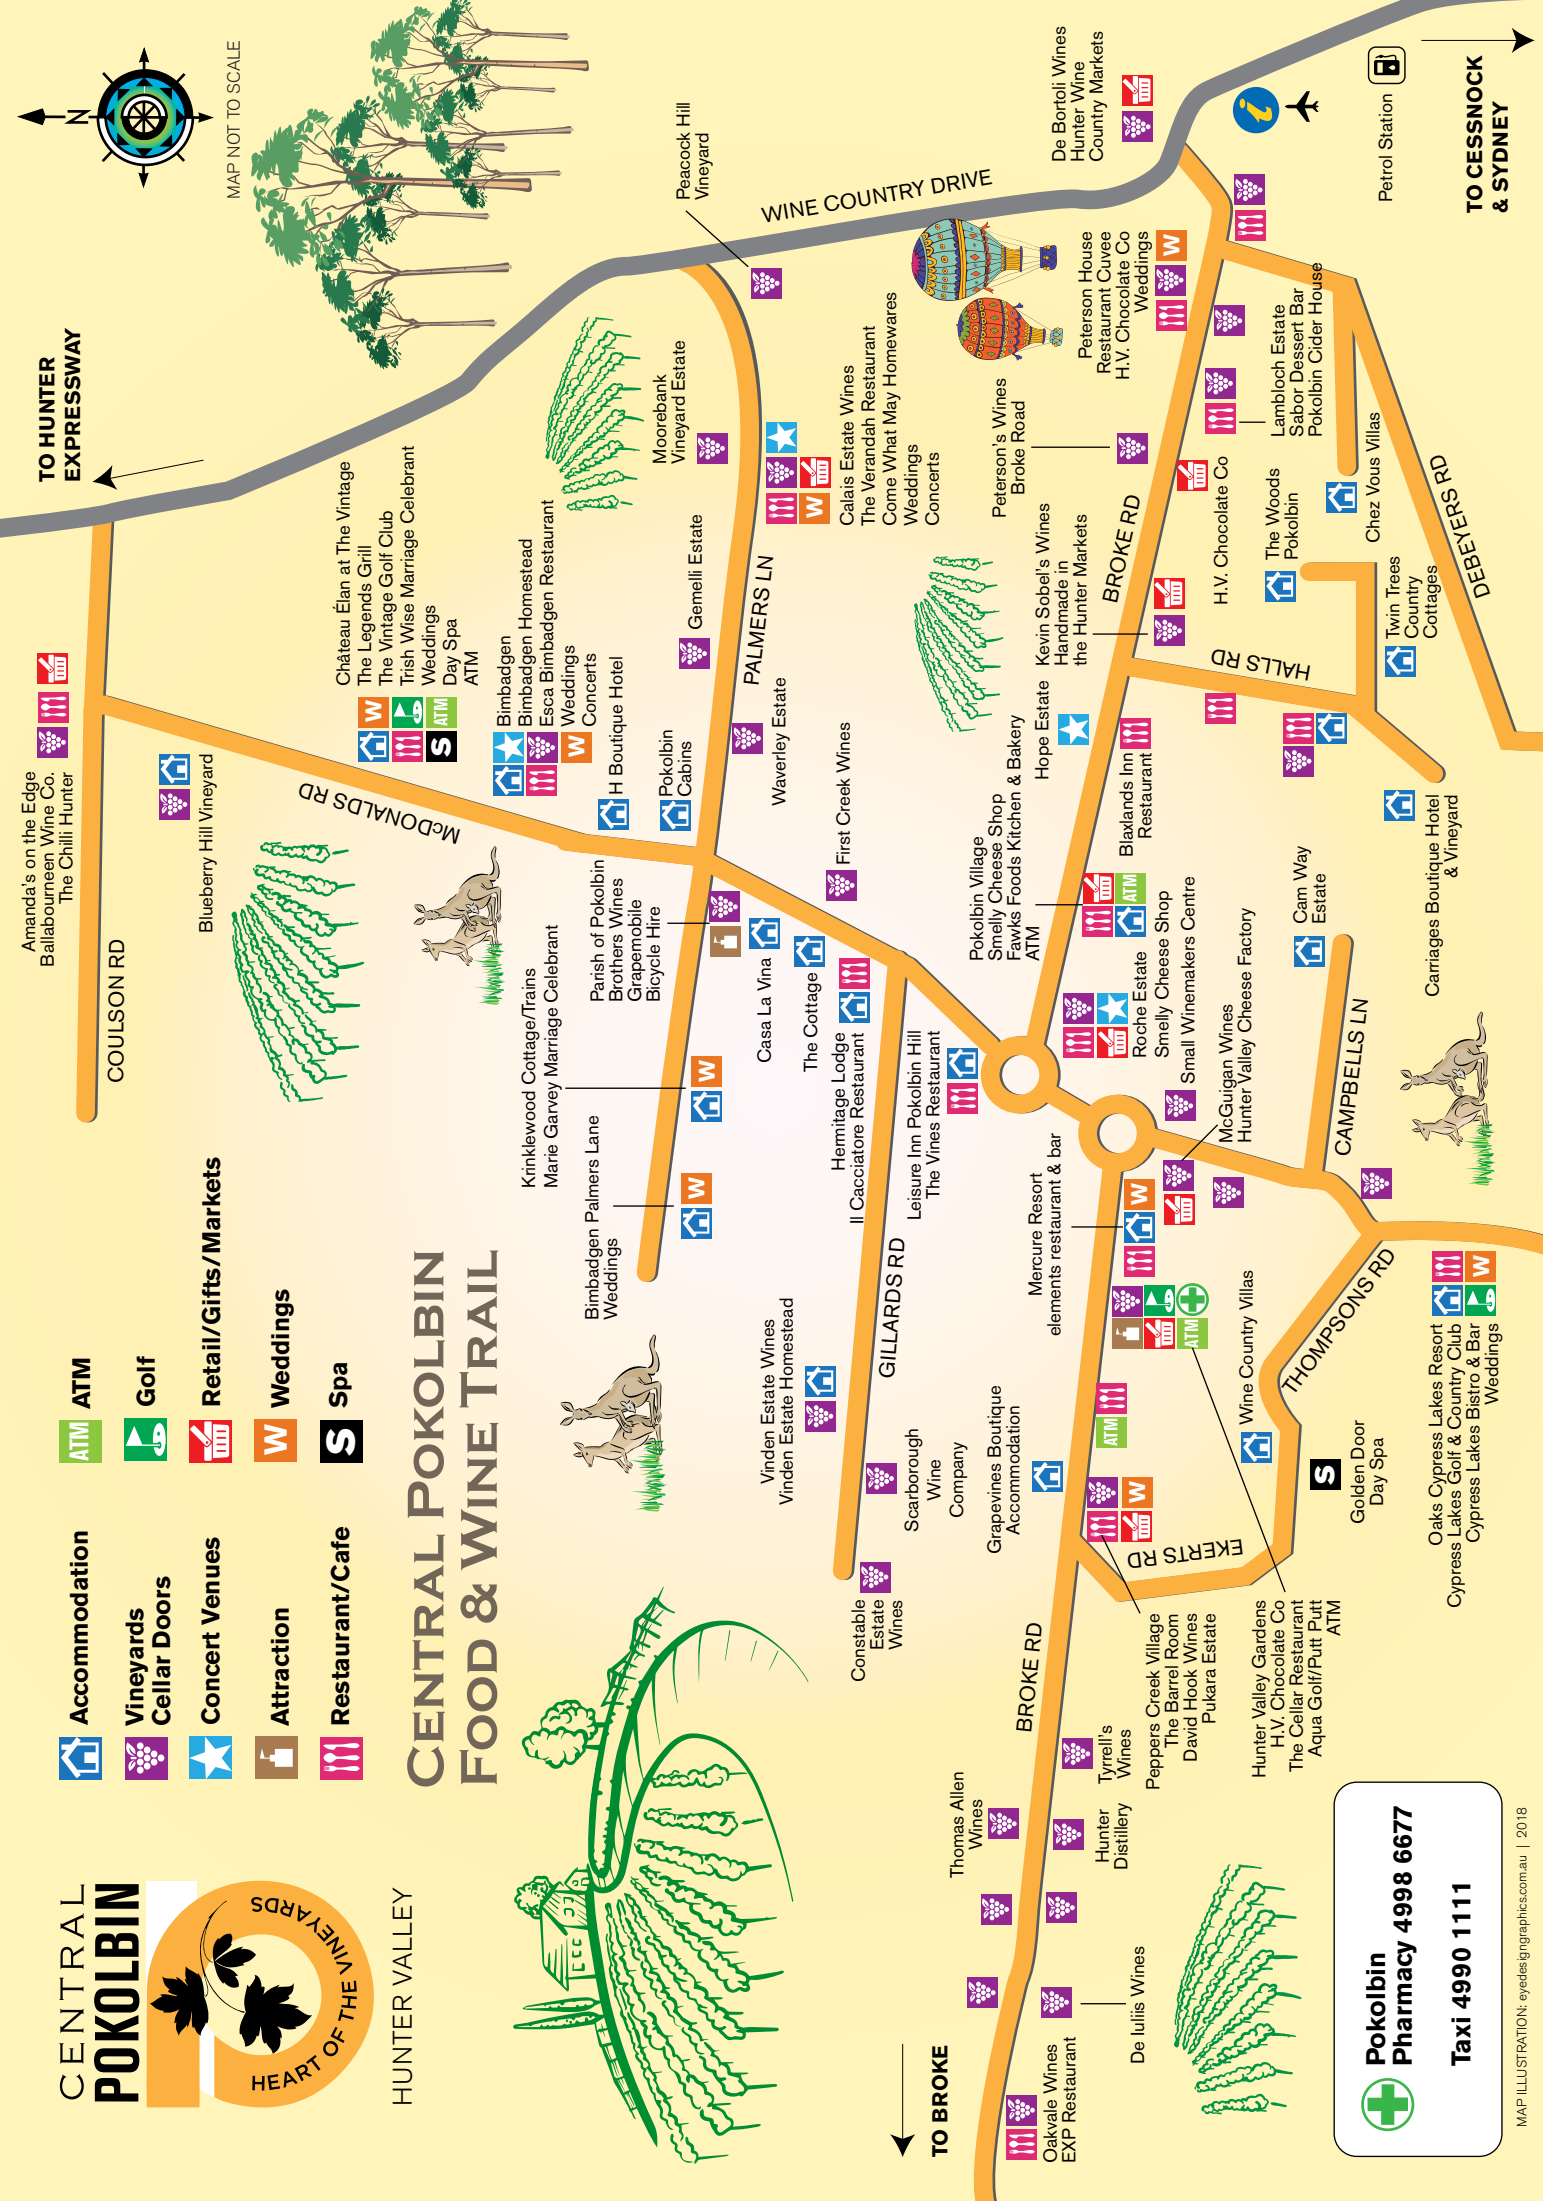 CENTRAL
POKOLBIN
HEART OF THE VINEYARDS
HUNTER VALLEY
Accommodation
Vineyards
Cellar Doors
Concert Venues
Attraction
Restaurant/Cafe
ATM
ATM
Golf
Retail/Gifts/Markets
W
Weddings
S
Spa
CENTRAL POKOLBIN
FOOD & WINE TRAIL
Amanda's on the Edge
Ballabourneen Wine Co.
The Chilli Hunter
COULSON RD
Blueberry Hill Vineyard
McDONALDS RD
TO HUNTER
EXPRESSWAY
N
MAP NOT TO SCALE
Château Élan at The Vintage
The Legends Grill
The Vintage Golf Club
Trish Wise Marriage Celebrant
Weddings
Day Spa
ATM
W
S
ATM
Bimbadgen
Bimbadgen Homestead
Esca Bimbadgen Restaurant
Weddings
Concerts
W
H Boutique Hotel
Pokolbin
Cabins
Gemelli Estate
Moorebank
Vineyard Estate
Peacock Hill
Vineyard
WINE COUNTRY DRIVE
PALMERS LN
Waverley Estate
W
Calais Estate Wines
The Verandah Restaurant
Come What May Homewares
Weddings
Concerts
Krinklewood Cottage/Trains
Marie Garvey Marriage Celebrant
W
Bimbadgen Palmers Lane
Weddings
W
Parish of Pokolbin
Brothers Wines
Grapemobile
Bicycle Hire
Casa La Vina
The Cottage
First Creek Wines
Hermitage Lodge
Il Cacciatore Restaurant
Leisure Inn Pokolbin Hill
The Vines Restaurant
Vinden Estate Wines
Vinden Estate Homestead
GILLARDS RD
Scarborough
Wine
Company
Constable
Estate
Wines
Grapevines Boutique
Accommodation
Mercure Resort
elements restaurant & bar
W
Pokolbin Village
Smelly Cheese Shop
Fawks Foods Kitchen & Bakery
ATM
ATM
Hope Estate
Kevin Sobel's Wines
Handmade in
the Hunter Markets
Peterson's Wines
Broke Road
BROKE RD
Peterson House
Restaurant Cuvee
H.V. Chocolate Co
Weddings
W
De Bortoli Wines
Hunter Wine
Country Markets
i
Petrol Station
TO CESSNOCK
& SYDNEY
Lambloch Estate
Sabor Dessert Bar
Pokolbin Cider House
H.V. Chocolate Co
The Woods
Pokolbin
Chez Vous Villas
DEBEYERS RD
Twin Trees
Country
Cottages
HALLS RD
Blaxlands Inn
Restaurant
Carriages Boutique Hotel
& Vineyard
Cam Way
Estate
CAMPBELLS LN
Roche Estate
Smelly Cheese Shop
Small Winemakers Centre
McGuigan Wines
Hunter Valley Cheese Factory
ATM
ATM
W
Wine Country Villas
THOMPSONS RD
S
Golden Door
Day Spa
W
Oaks Cypress Lakes Resort
Cypress Lakes Golf & Country Club
Cypress Lakes Bistro & Bar
Weddings
EKERTS RD
Peppers Creek Village
The Barrel Room
David Hook Wines
Pukara Estate
Hunter Valley Gardens
H.V. Chocolate Co
The Cellar Restaurant
Aqua Golf/Putt Putt
ATM
BROKE RD
Tyrrell's
Wines
Thomas Allen
Wines
Hunter
Distillery
De Iuliis Wines
Oakvale Wines
EXP Restaurant
TO BROKE
Pokolbin
Pharmacy 4998 6677
Taxi 4990 1111
MAP ILLUSTRATION: eyedesigngraphics.com.au | 2018